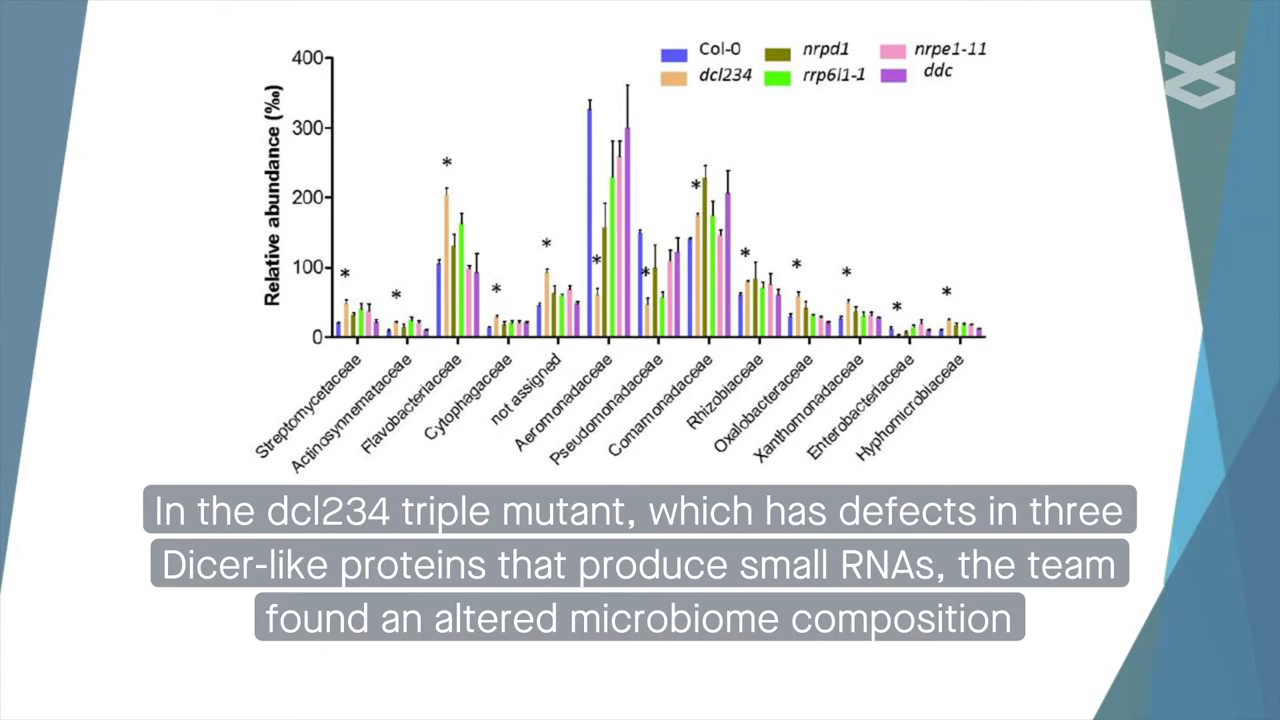 400
300
200
100
0
Relative abundance (‰)
Col-0
nrpd1
nrpe1-11
dcl234
rrp6l1-1
ddc
*
*
*
*
*
*
*
*
*
*
*
*
*
Streptomycetaceae
Actinosynnemataceae
Flavobacteriaceae
Cytophagaceae
not assigned
Aeromonadaceae
Pseudomonadaceae
Comamonadaceae
Rhizobiaceae
Oxalobacteraceae
Xanthomonadaceae
Enterobacteriaceae
Hyphomicrobiaceae
In the dcl234 triple mutant, which has defects in three
Dicer-like proteins that produce small RNAs, the team
found an altered microbiome composition